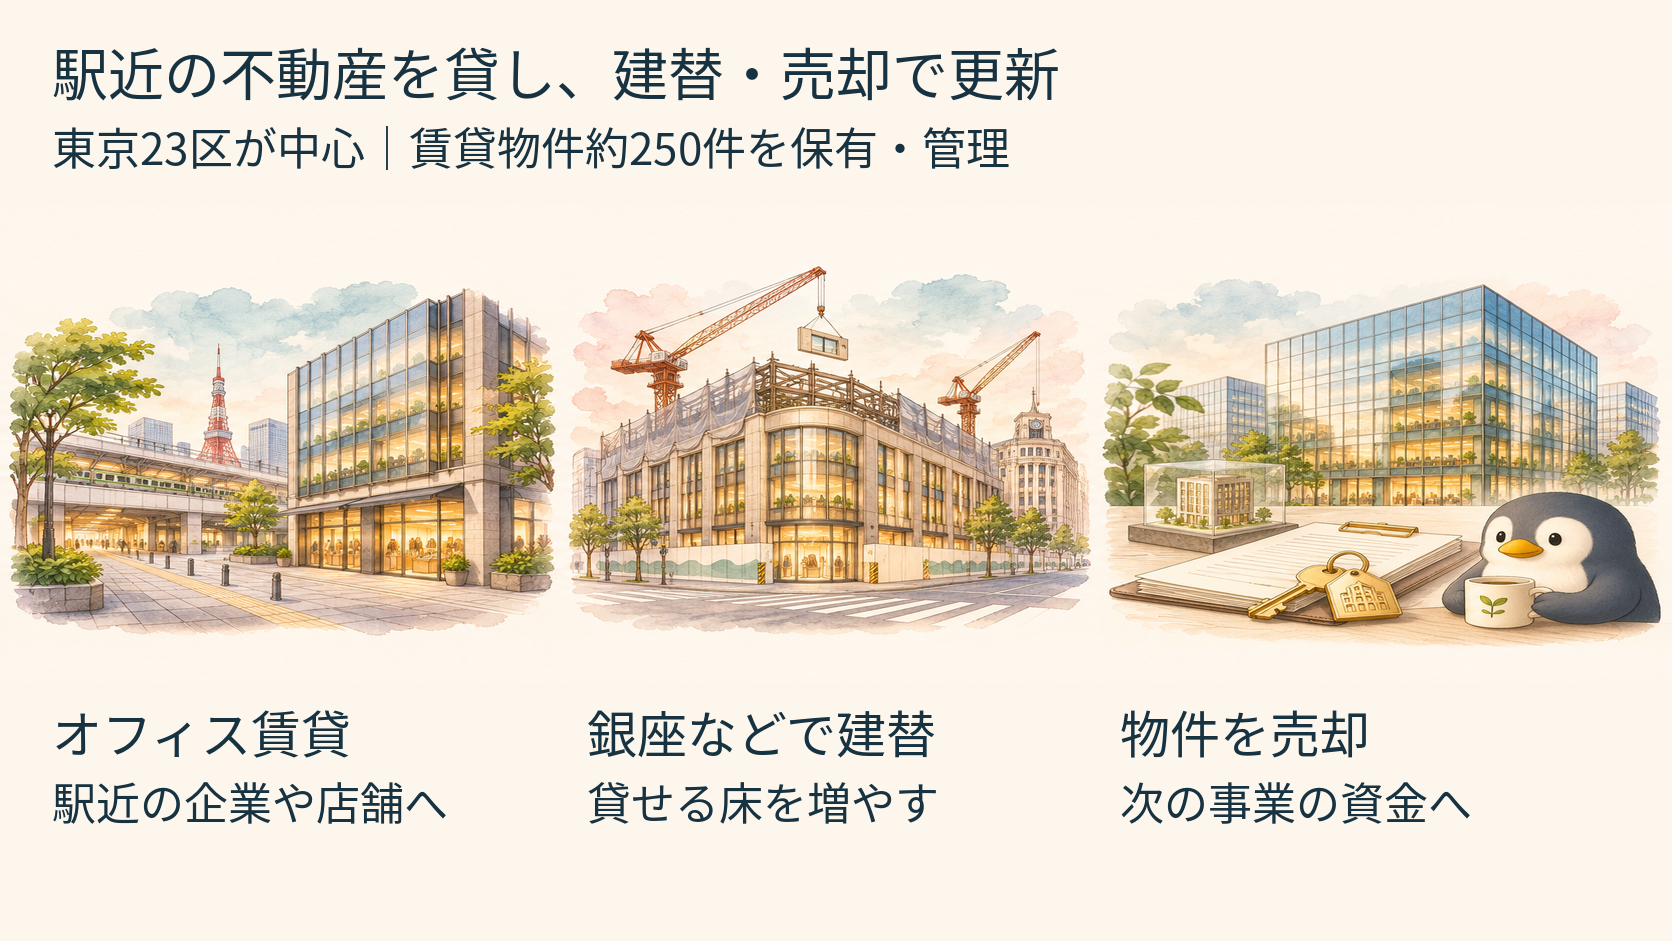 駅近の不動産を貸し、建替・売却で更新
東京23区が中心｜賃貸物件約250件を保有・管理
オフィス賃貸
駅近の企業や店舗へ
銀座などで建替
貸せる床を増やす
物件を売却
次の事業の資金へ